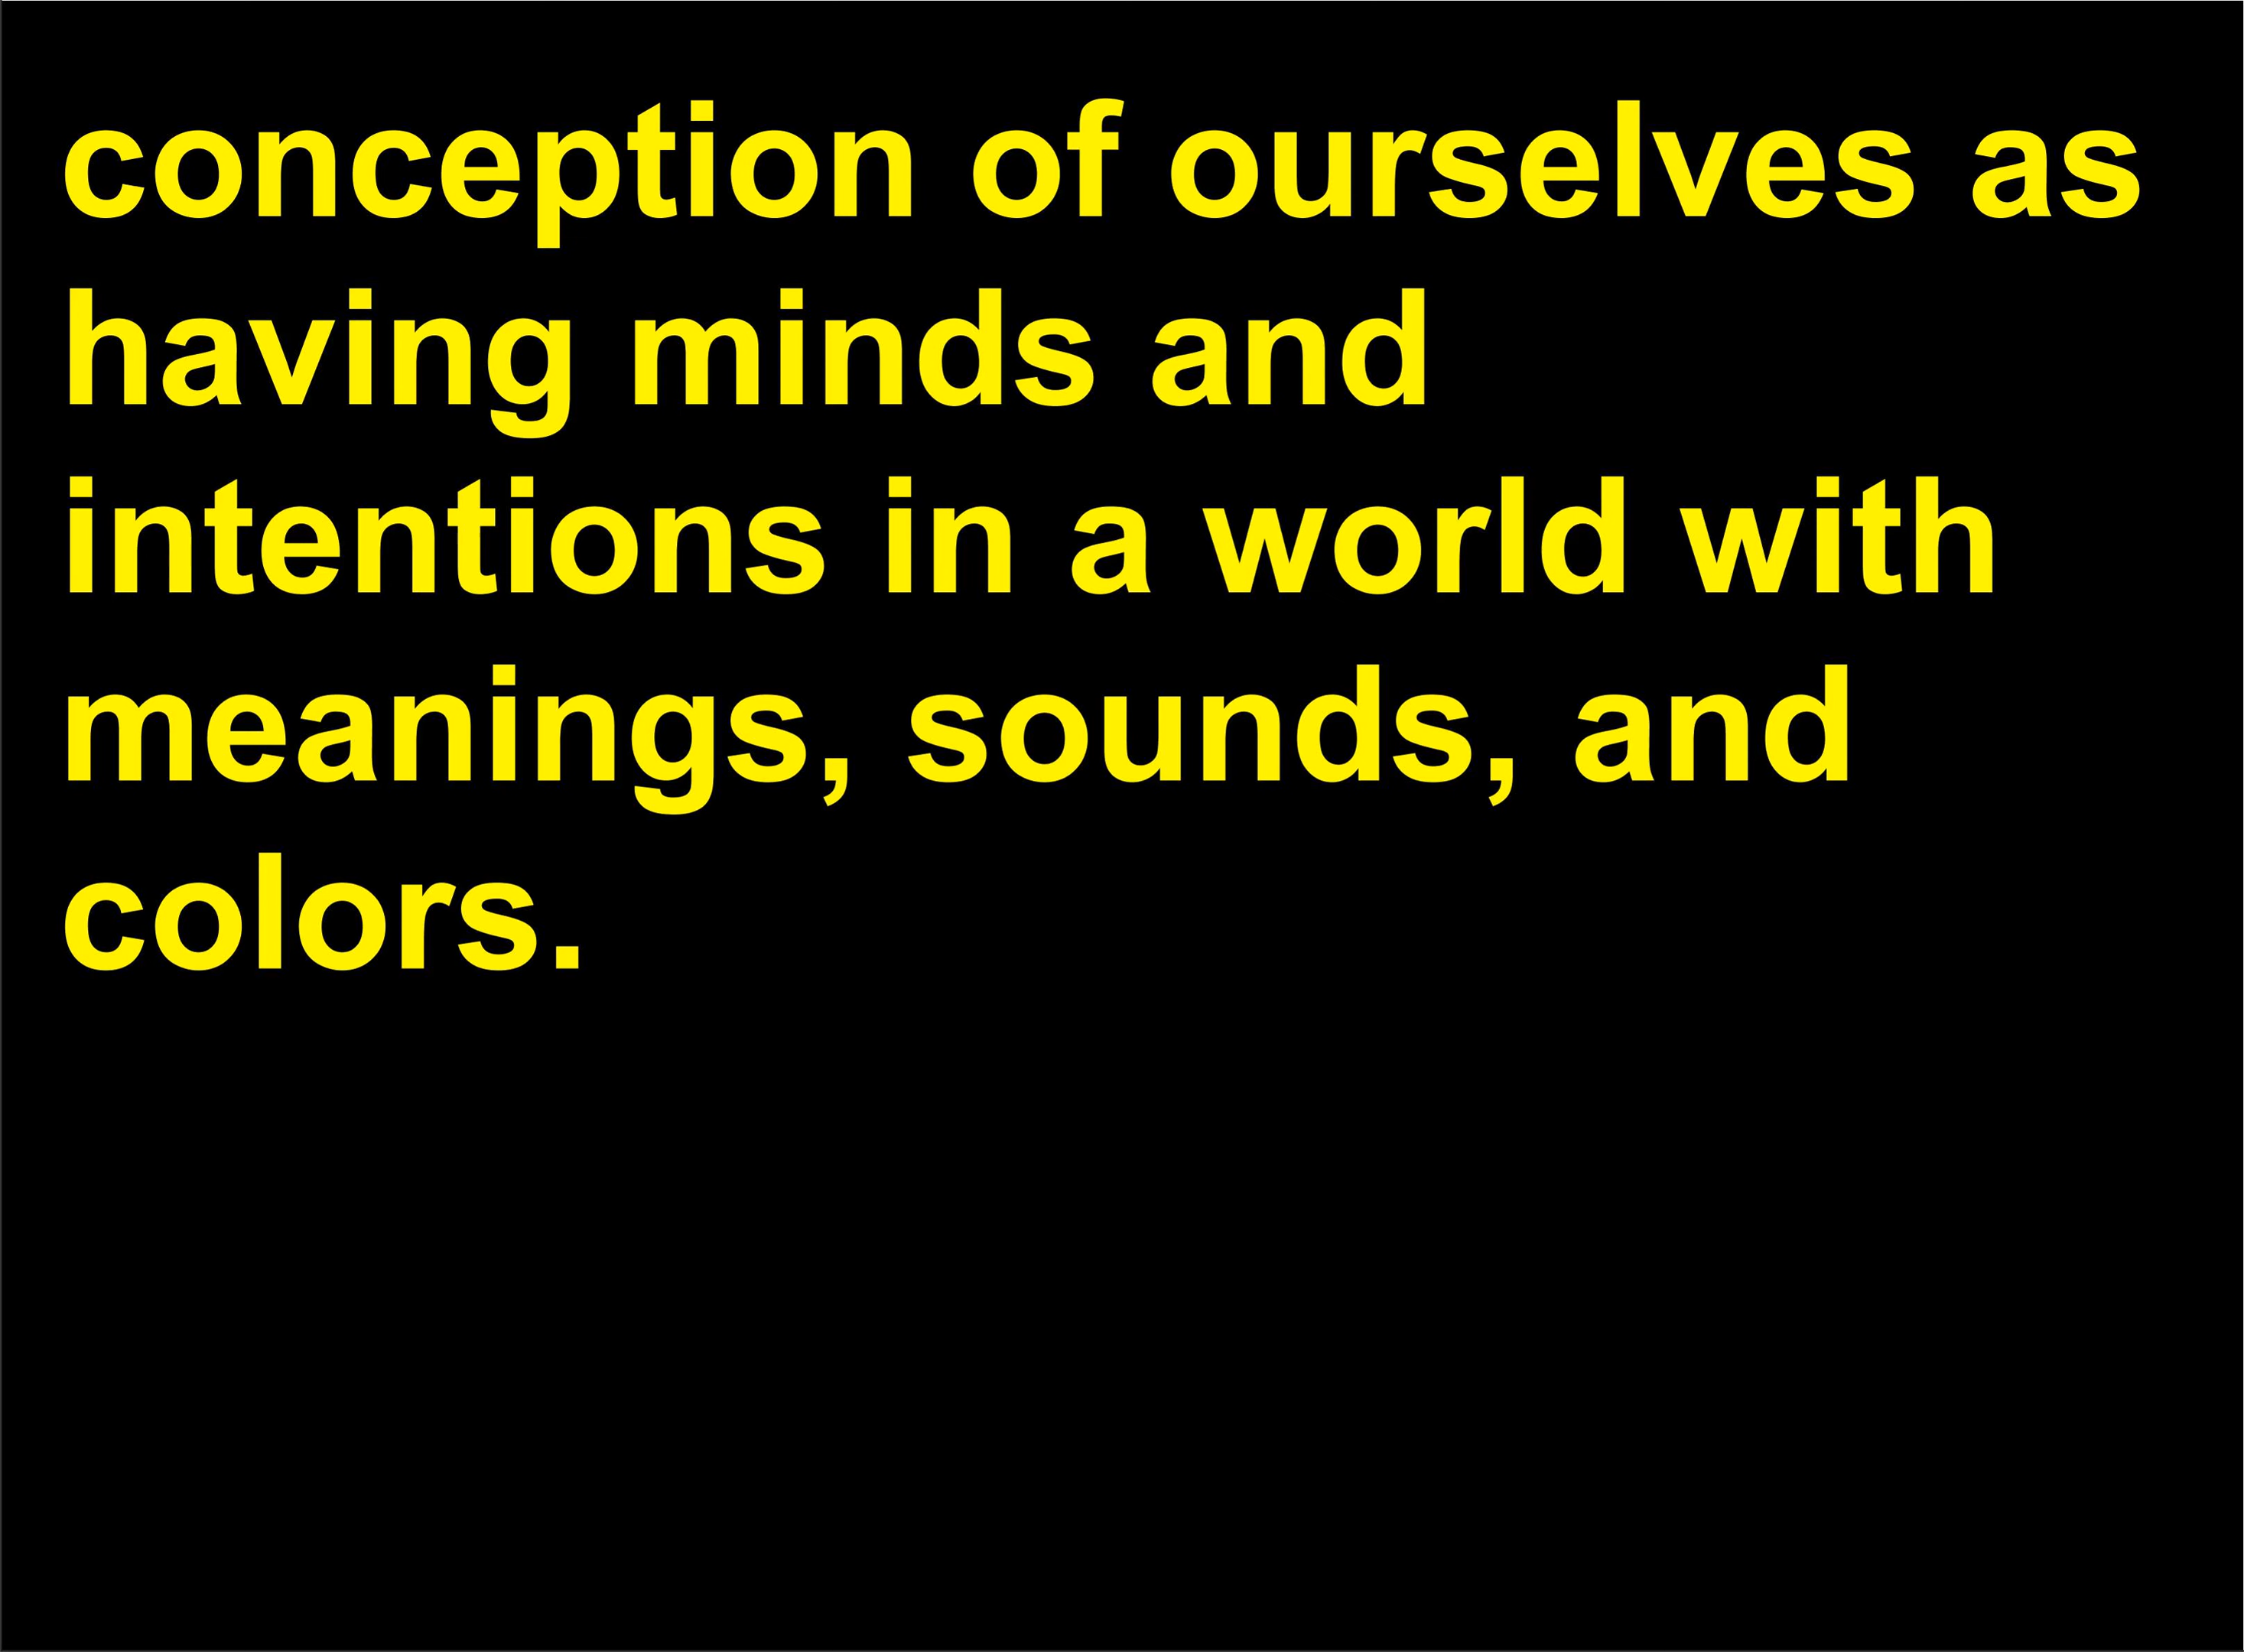 conception of ourselves as
having minds and
intentions in a world with
meanings, sounds, and
colors.